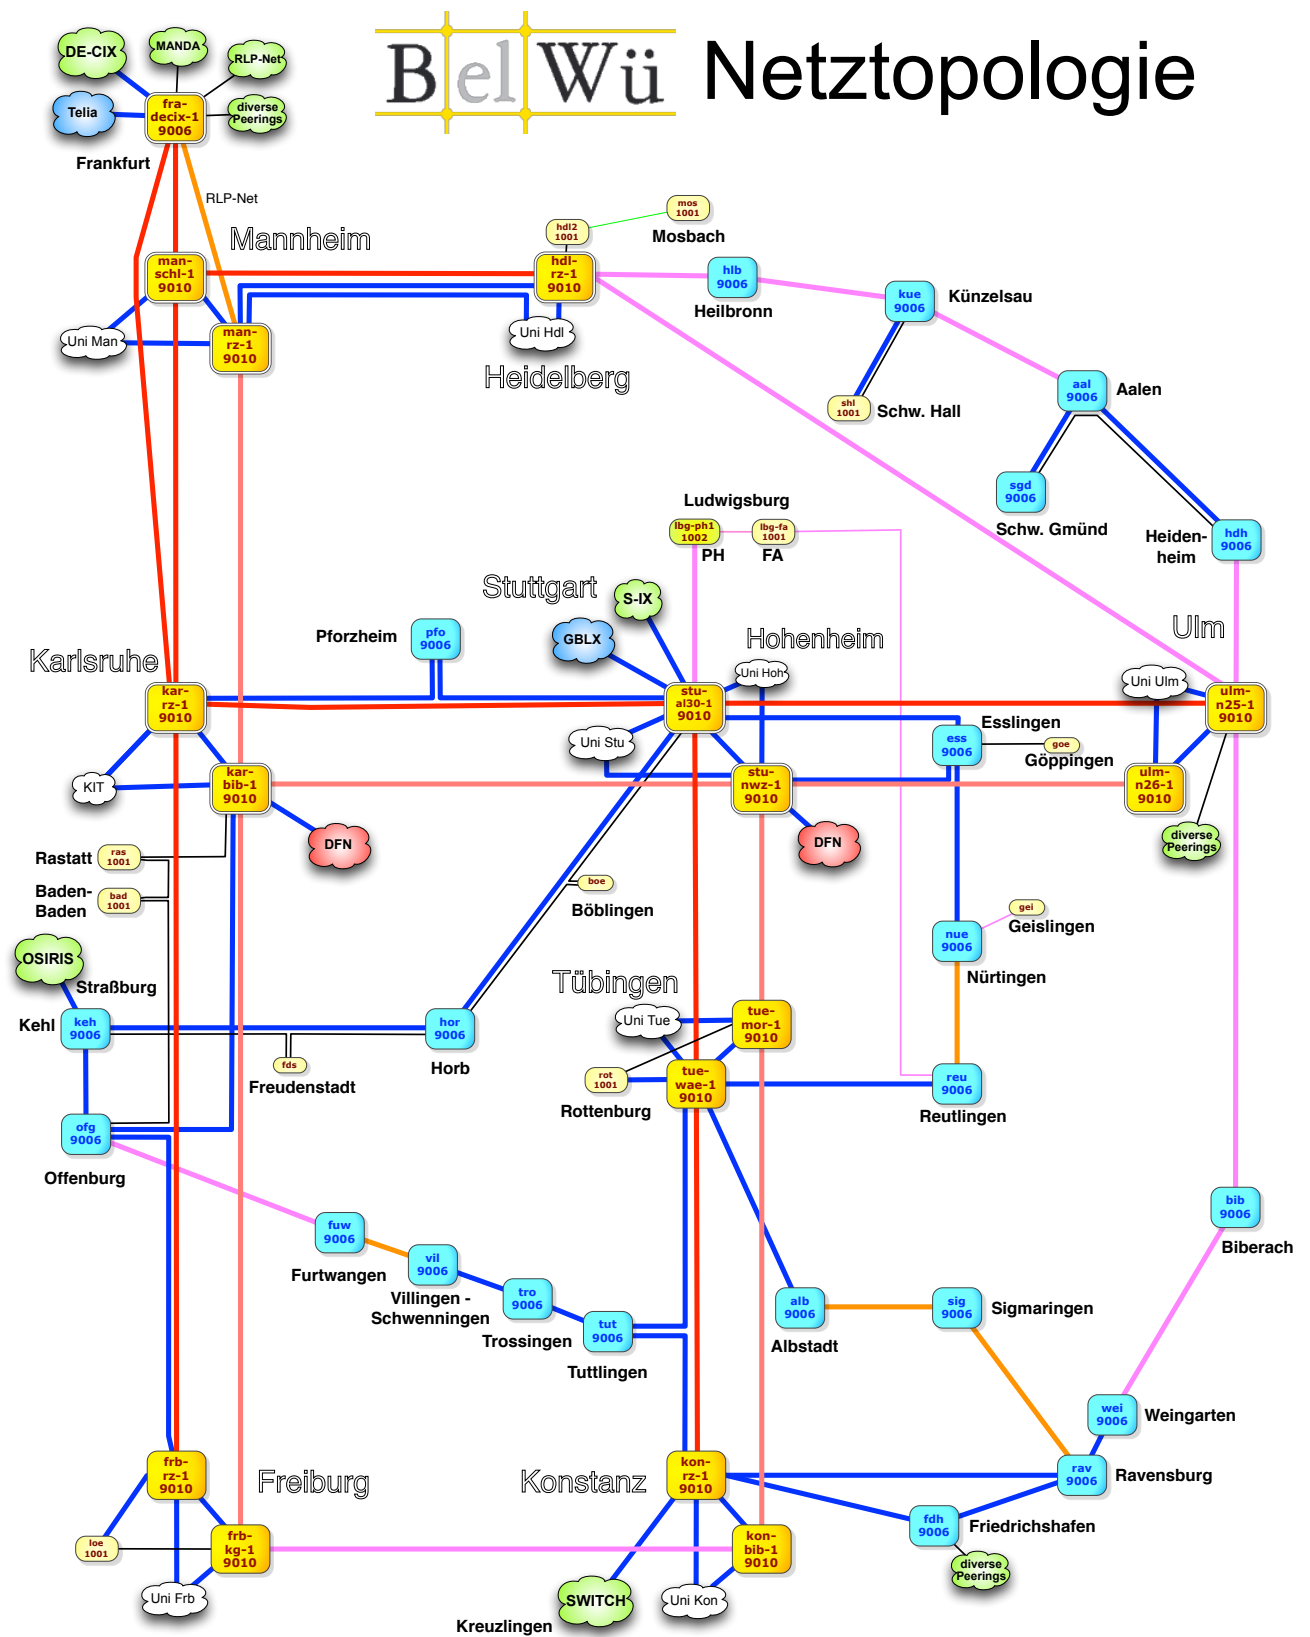 BelWü Netztopologie
DE-CIX
MANDA
RLP-Net
Telia
fra-
decix-1
9006
diverse
Peerings
Frankfurt
RLP-Net
Mannheim
man-
schl-1
9010
Uni Man
man-
rz-1
9010
hdl2
1001
mos
1001
Mosbach
hdl-
rz-1
9010
Uni Hdl
Heidelberg
hlb
9006
Heilbronn
kue
9006
Künzelsau
shl
1001
Schw. Hall
aal
9006
Aalen
sgd
9006
Schw. Gmünd
Heiden-
heim
hdh
9006
Ludwigsburg
lbg-ph1
1002
PH
lbg-fa
1001
FA
Stuttgart
S-IX
GBLX
Hohenheim
Uni Hoh
Ulm
Uni Ulm
ulm-
n25-1
9010
ulm-
n26-1
9010
diverse
Peerings
Pforzheim
pfo
9006
Karlsruhe
kar-
rz-1
9010
KIT
kar-
bib-1
9010
DFN
stu-
al30-1
9010
Uni Stu
stu-
nwz-1
9010
DFN
Esslingen
ess
9006
goe
Göppingen
Rastatt
ras
1001
Baden-
Baden
bad
1001
boe
Böblingen
gei
Geislingen
nue
9006
Nürtingen
OSIRIS
Straßburg
Kehl
keh
9006
fds
Freudenstadt
hor
9006
Horb
Tübingen
Uni Tue
tue-
mor-1
9010
rot
1001
Rottenburg
tue-
wae-1
9010
reu
9006
Reutlingen
ofg
9006
Offenburg
fuw
9006
Furtwangen
vil
9006
Villingen -
Schwenningen
tro
9006
Trossingen
tut
9006
Tuttlingen
alb
9006
Albstadt
sig
9006
Sigmaringen
bib
9006
Biberach
wei
9006
Weingarten
rav
9006
Ravensburg
fdh
9006
Friedrichshafen
diverse
Peerings
frb-
rz-1
9010
Freiburg
loe
1001
frb-
kg-1
9010
Uni Frb
Konstanz
kon-
rz-1
9010
kon-
bib-1
9010
SWITCH
Kreuzlingen
Uni Kon